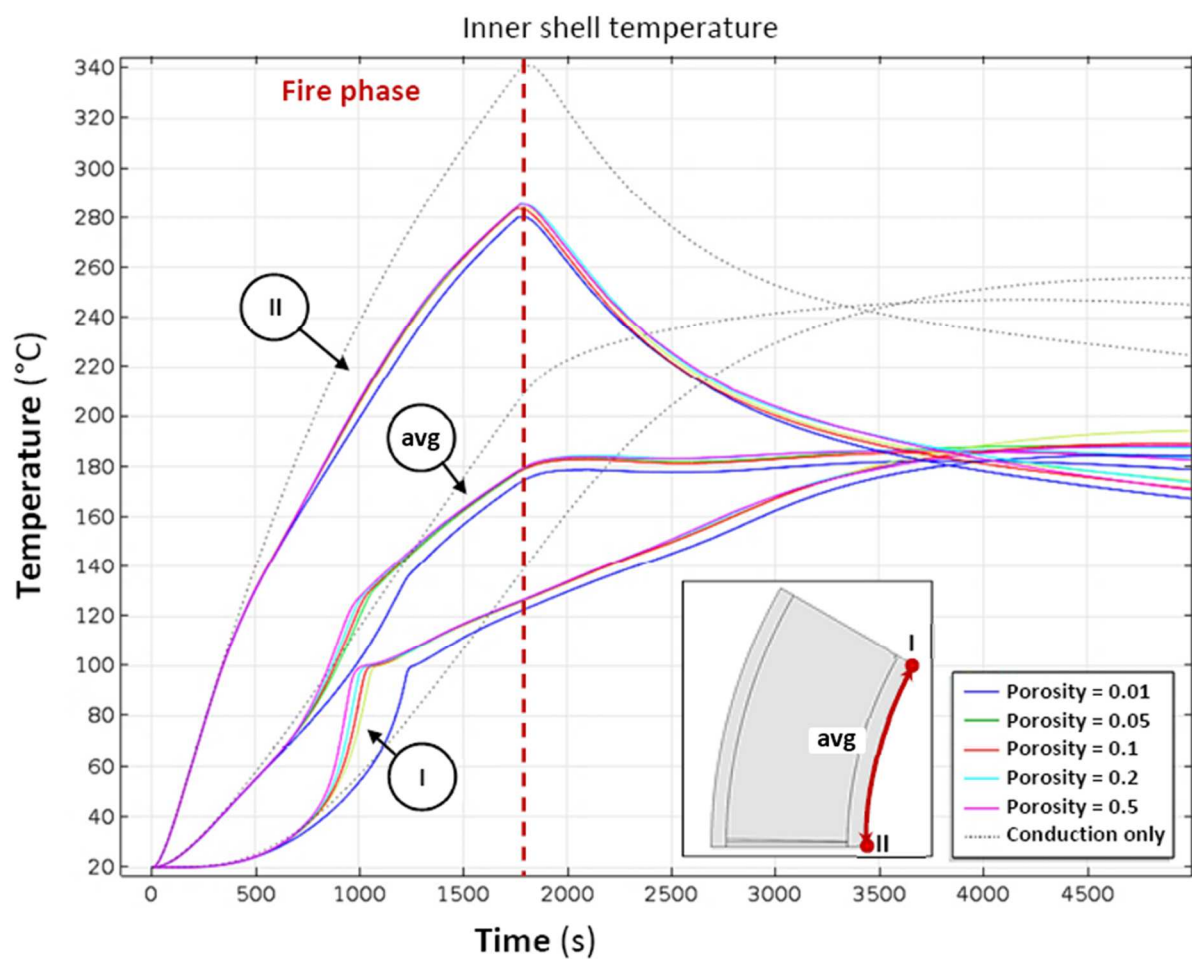 Inner shell temperature
Fire phase
340
320
300
280
260
240
220
200
180
160
140
120
100
80
60
40
20
Temperature (°C)
II
avg
I
I
avg
II
Porosity = 0.01
Porosity = 0.05
Porosity = 0.1
Porosity = 0.2
Porosity = 0.5
Conduction only
0 500 1000 1500 2000 2500 3000 3500 4000 4500
Time (s)